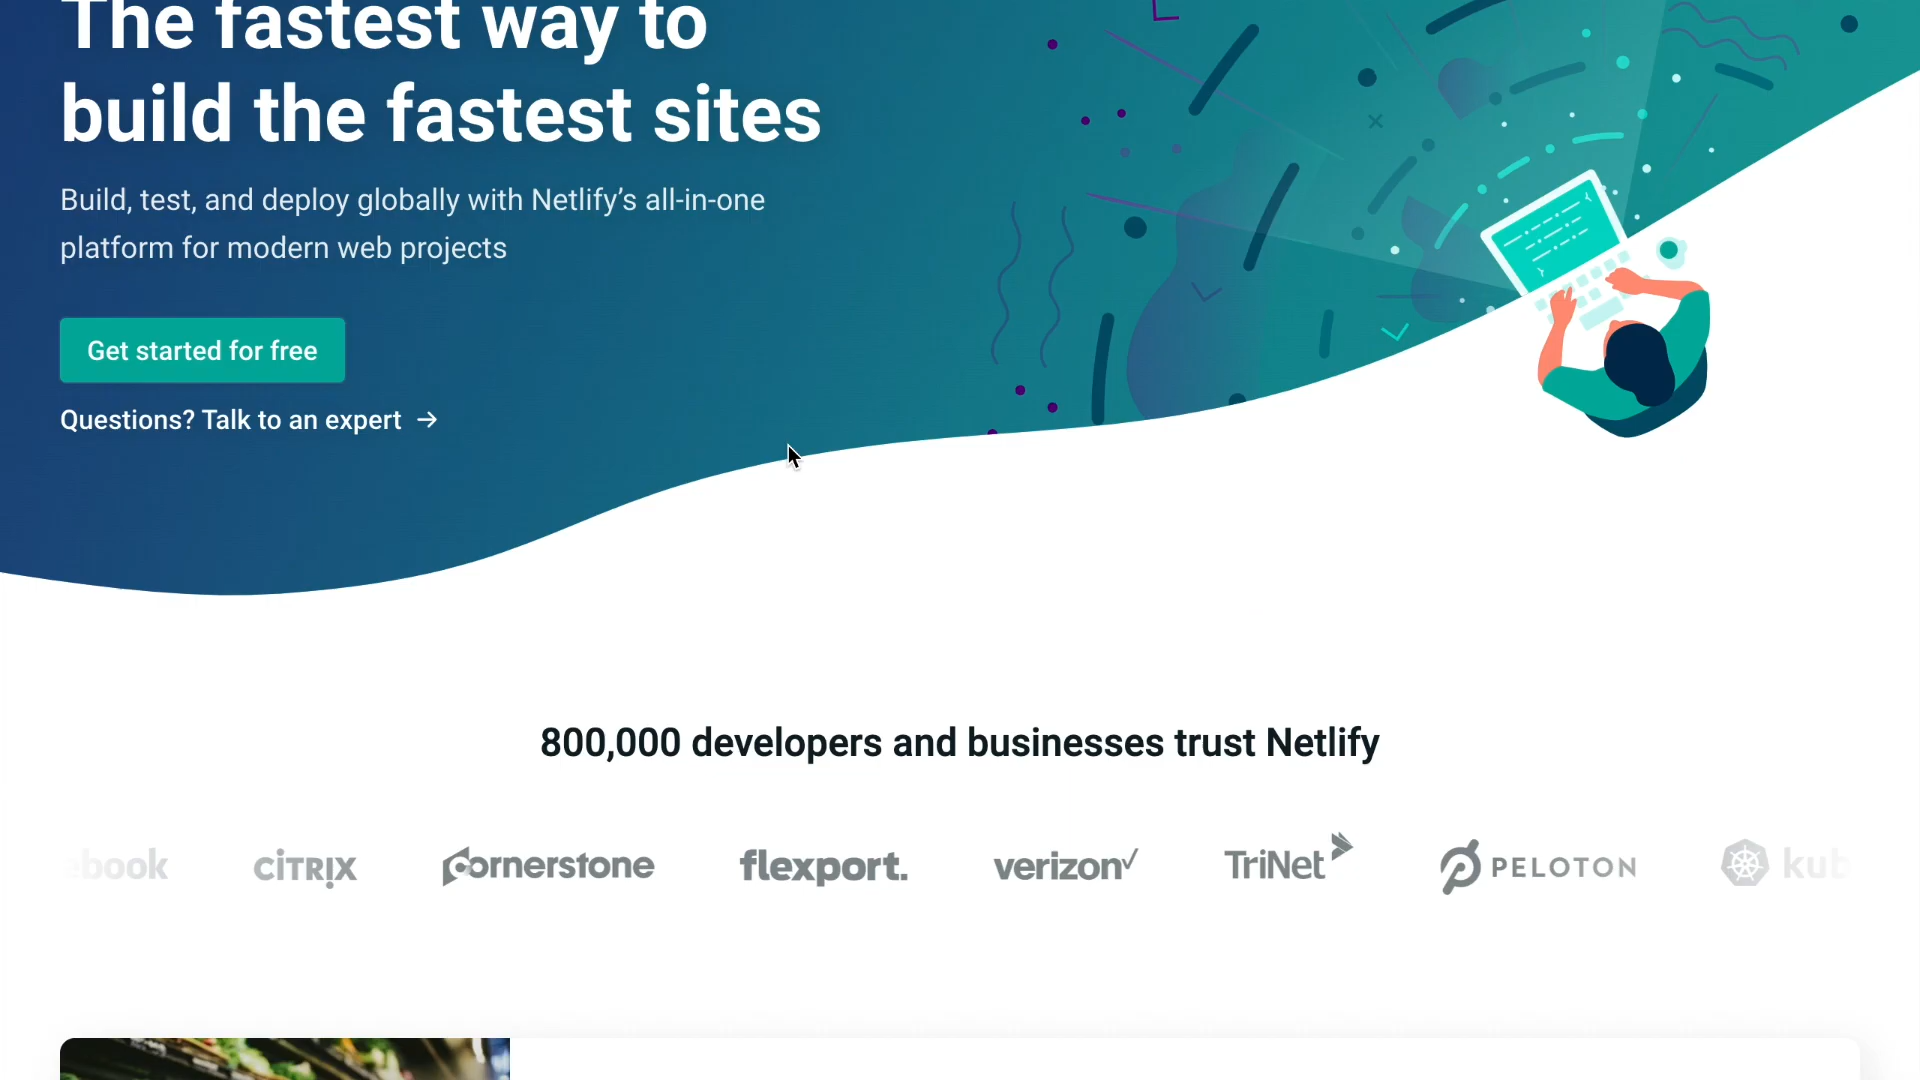 The fastest way to
build the fastest sites
Build, test, and deploy globally with Netlify’s all-in-one
platform for modern web projects
Get started for free
Questions? Talk to an expert →
800,000 developers and businesses trust Netlify
ebook CITRIX Cornerstone flexport. verizon✓ TriNet PELOTON kub